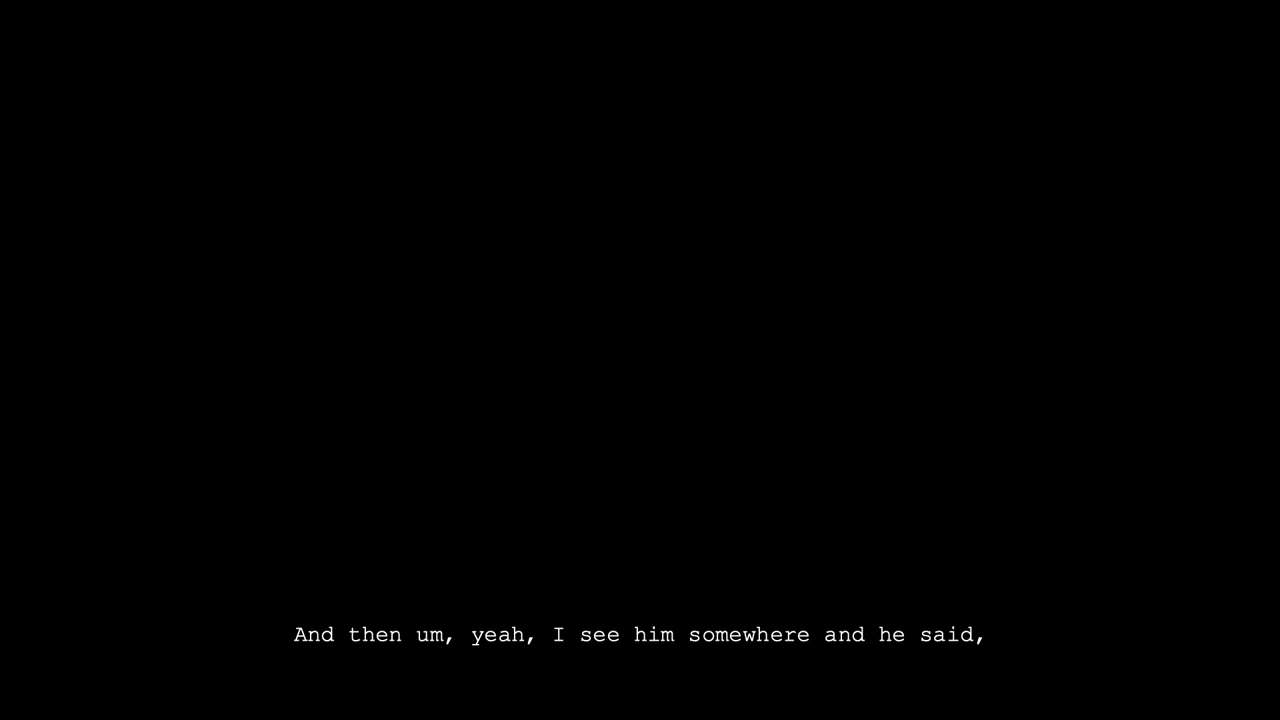 And then um, yeah, I see him somewhere and he said,